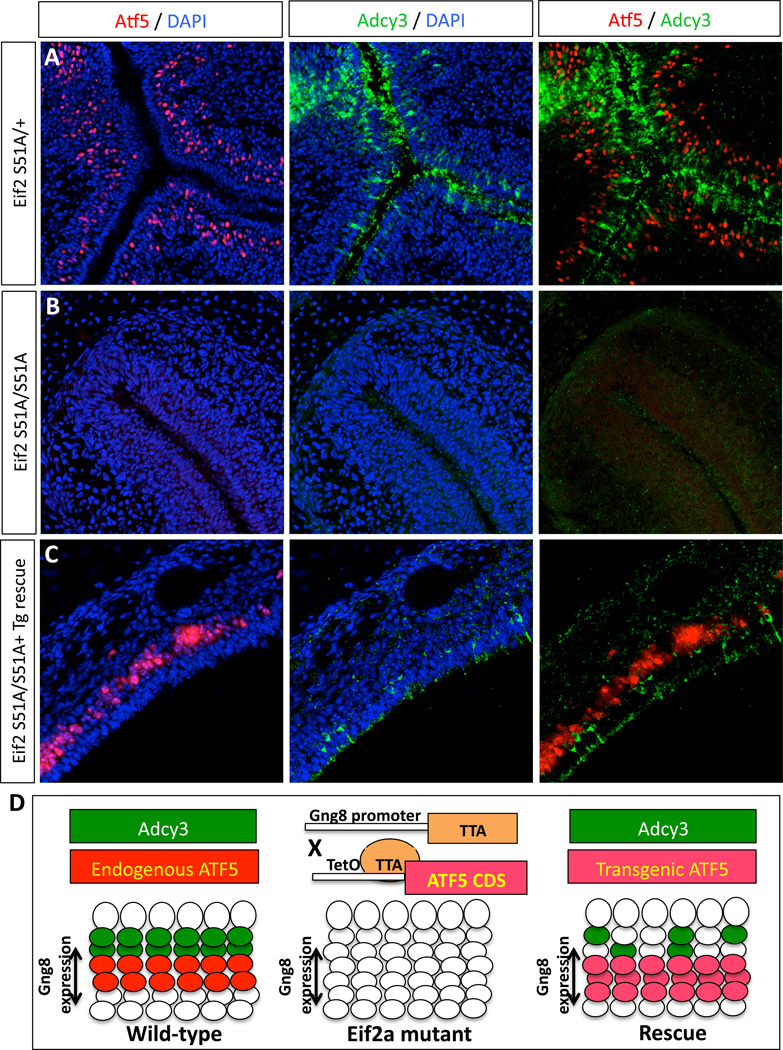 Atf5 / DAPI
Adcy3 / DAPI
Atf5 / Adcy3
A
Eif2 S51A/+
B
Eif2 S51A/S51A
C
Eif2 S51A/S51A+ Tg rescue
D
Adcy3
Endogenous ATF5
Gng8 expression
Wild-type
Gng8 promoter
TTA
X
TetO
TTA
ATF5 CDS
Gng8 expression
Eif2a mutant
Adcy3
Transgenic ATF5
Gng8 expression
Rescue